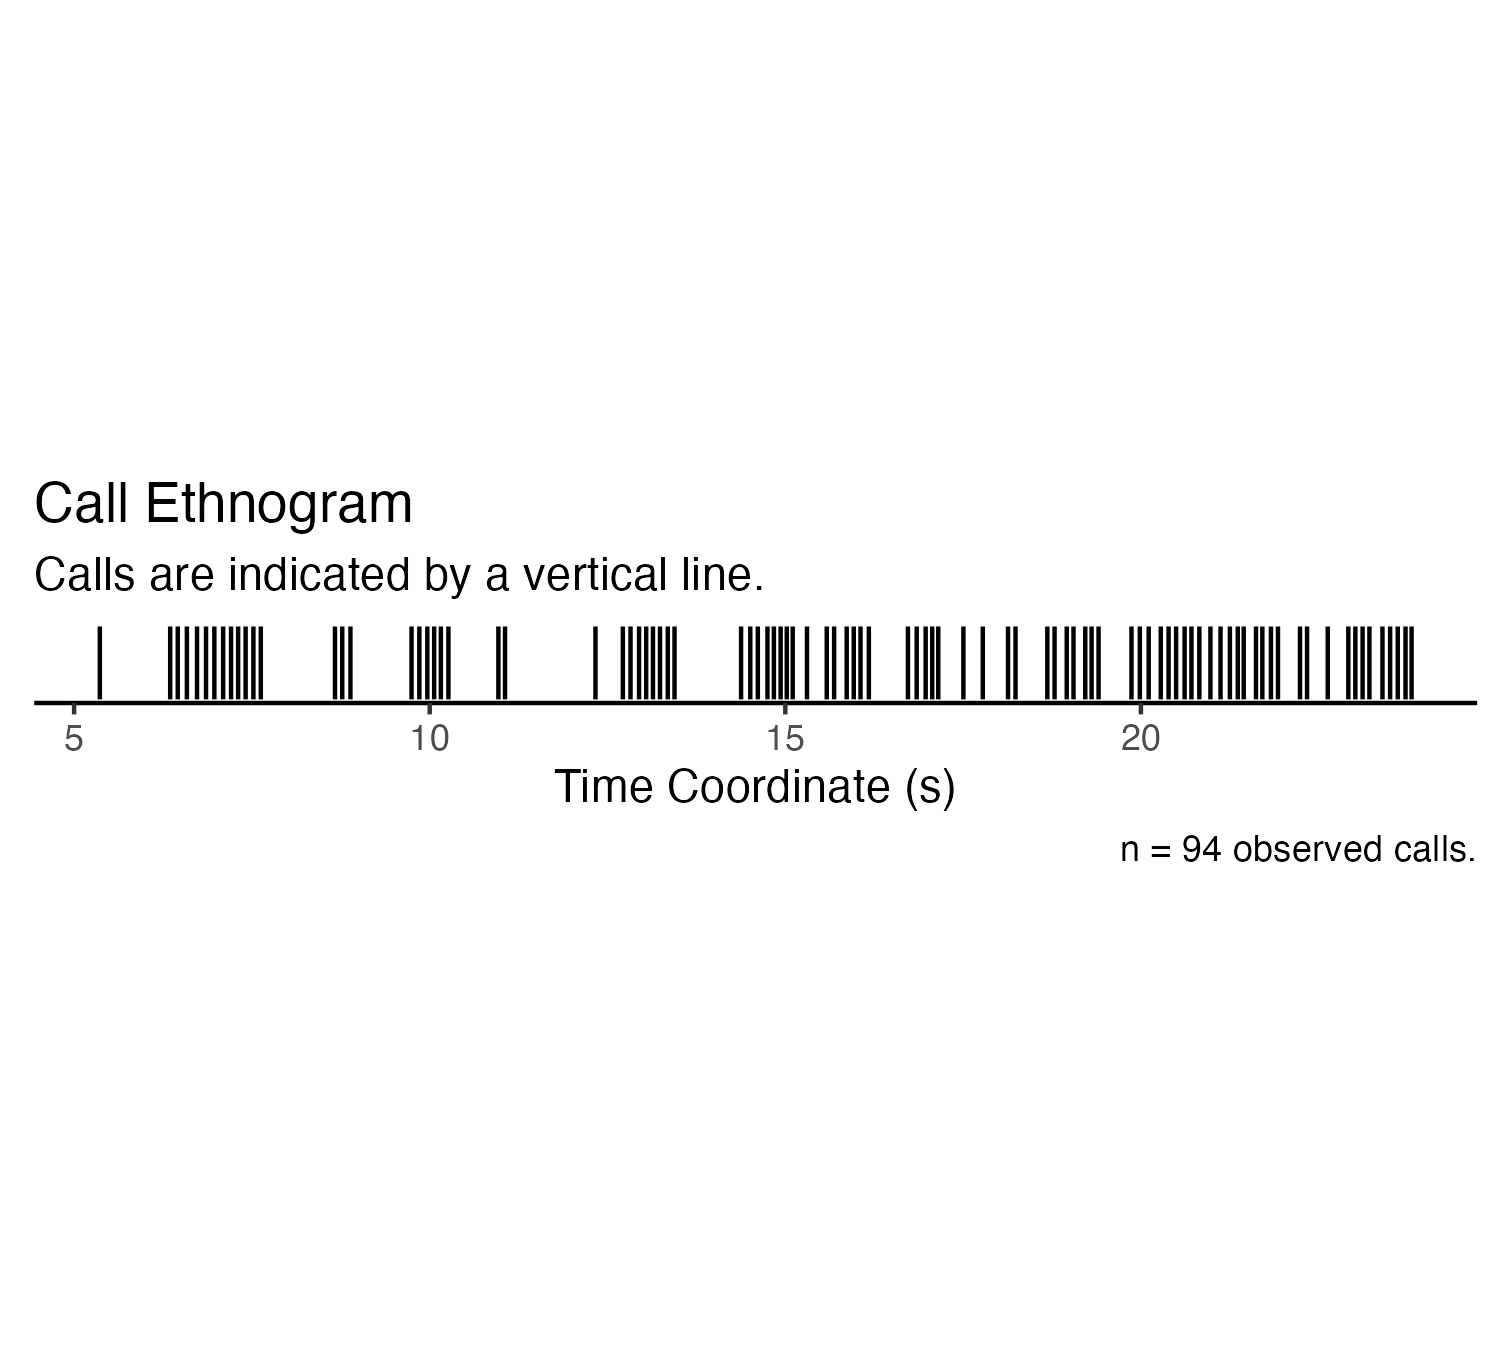 Call Ethnogram
Calls are indicated by a vertical line.
5 10 15 20
Time Coordinate (s)
n = 94 observed calls.